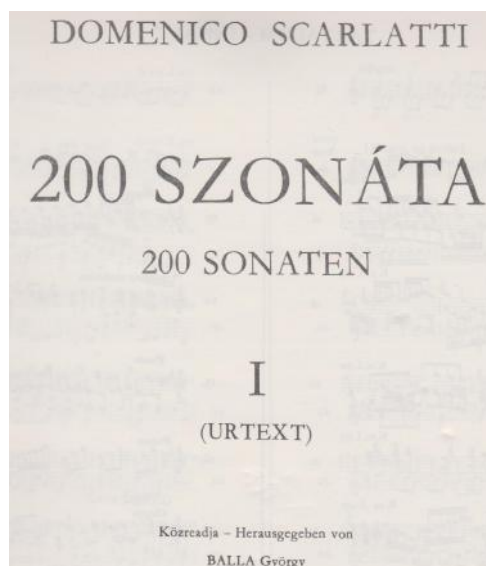 DOMENICO SCARLATTI
200 SZONÁTA
200 SONATEN
I
(URTEXT)
Közreadja – Herausgegeben von
BALLA György